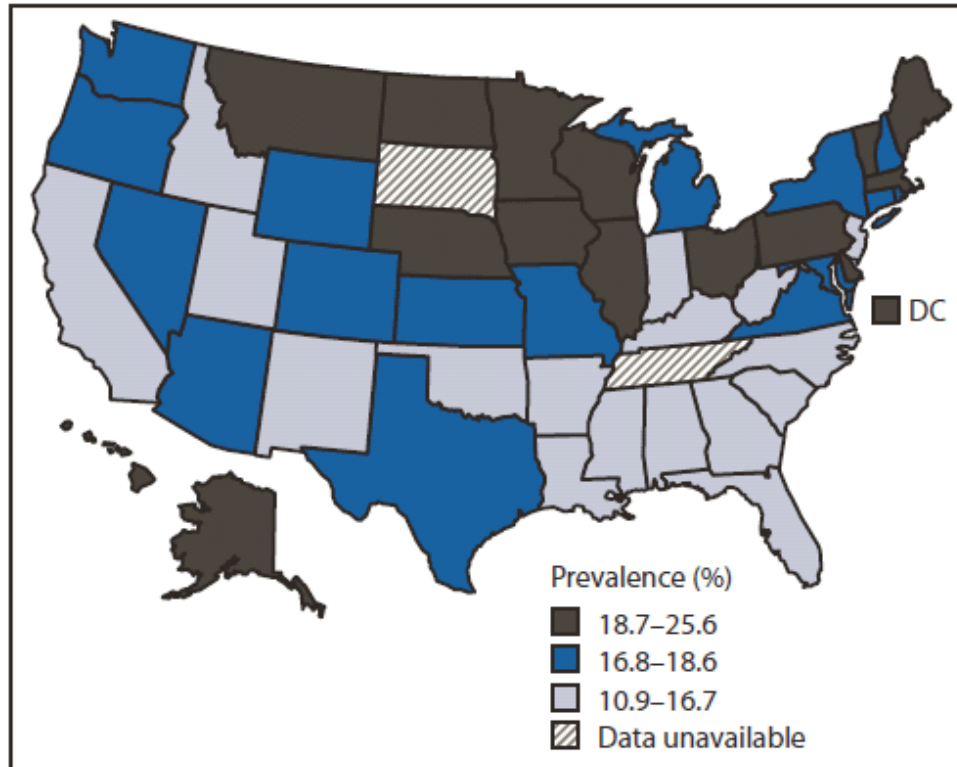 DC
Prevalence (%)
18.7–25.6
16.8–18.6
10.9–16.7
Data unavailable